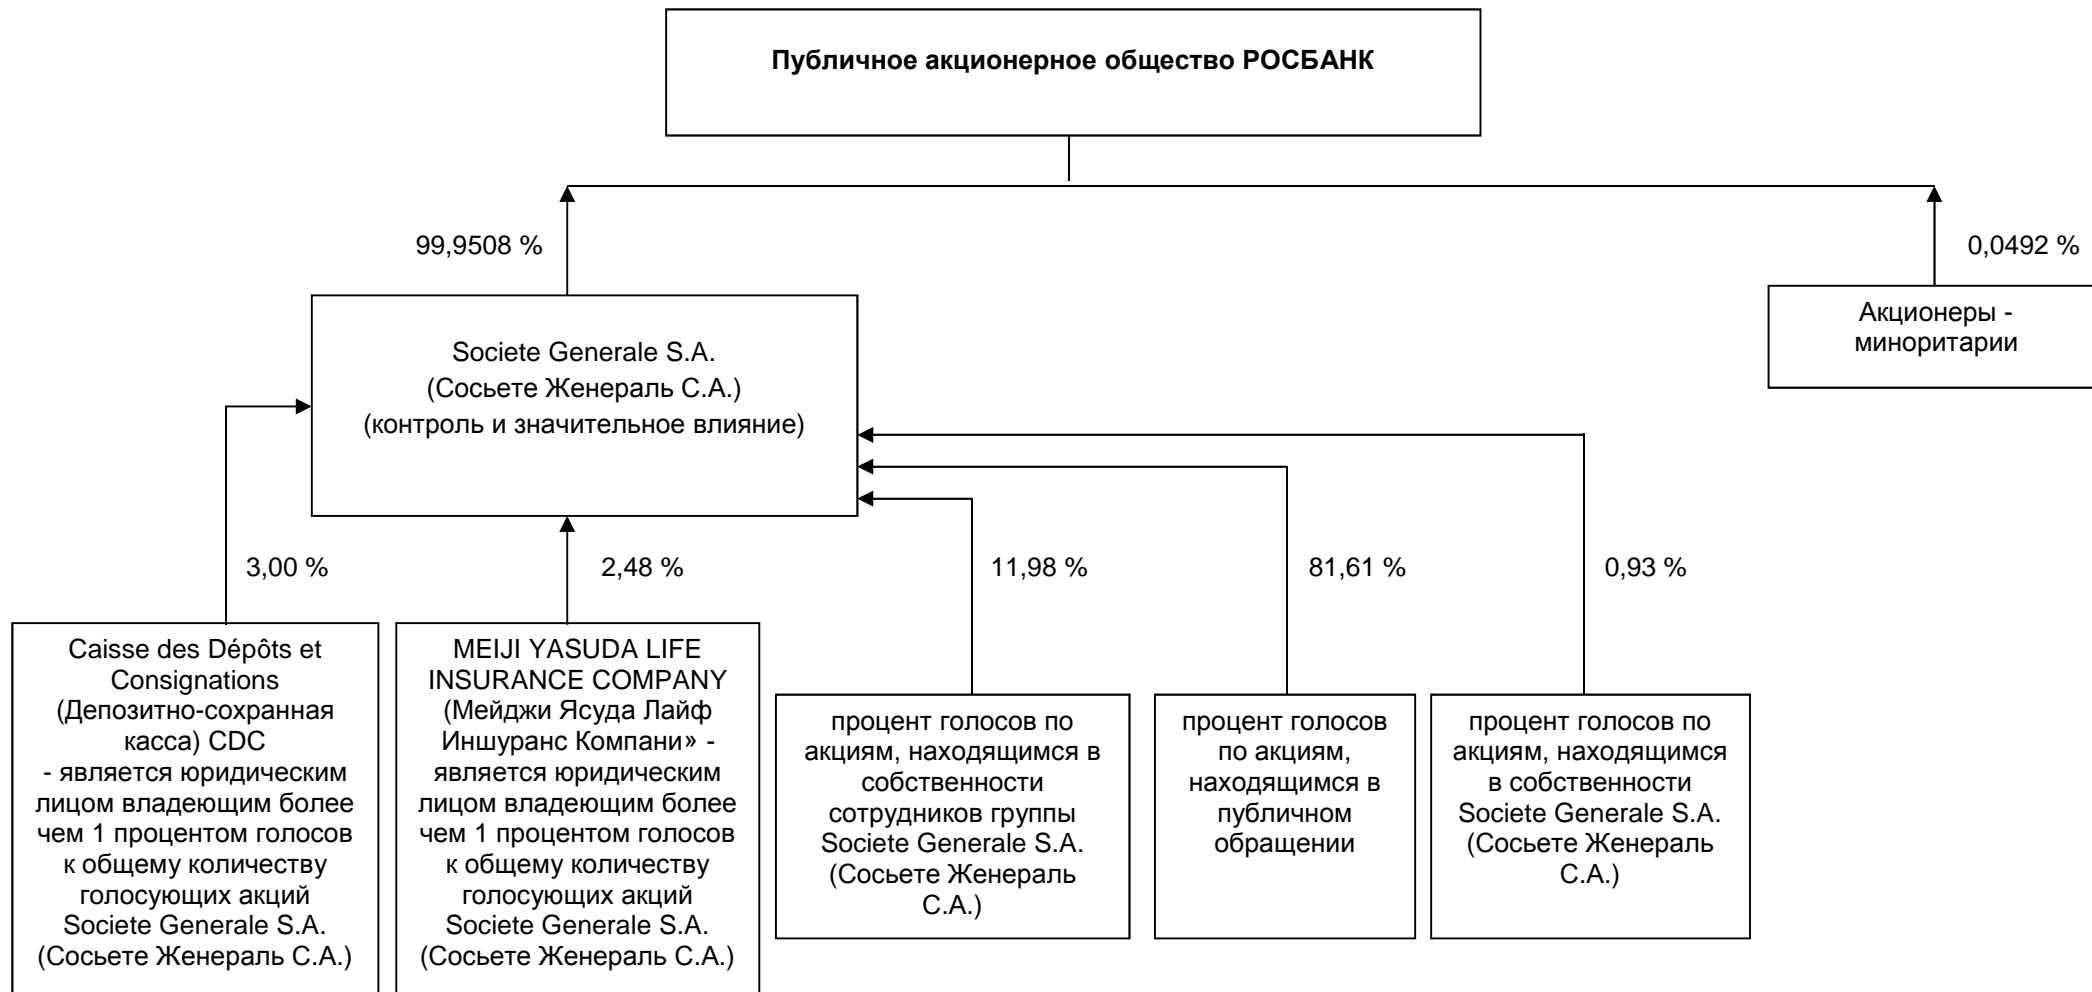 Публичное акционерное общество РОСБАНК
99,9508 %
0,0492 %
Societe Generale S.A.
(Сосьете Женераль С.А.)
(контроль и значительное влияние)
Акционеры -
миноритарии
3,00 %
2,48 %
11,98 %
81,61 %
0,93 %
Caisse des Dépôts et
Consignations
(Депозитно-сохранная
касса) CDC
- является юридическим
лицом владеющим более
чем 1 процентом голосов
к общему количеству
голосующих акций
Societe Generale S.A.
(Сосьете Женераль С.А.)
MEIJI YASUDA LIFE
INSURANCE COMPANY
(Мейджи Ясуда Лайф
Иншуранс Компани» -
является юридическим
лицом владеющим более
чем 1 процентом голосов
к общему количеству
голосующих акций
Societe Generale S.A.
(Сосьете Женераль С.А.)
процент голосов по
акциям, находящимся в
собственности
сотрудников группы
Societe Generale S.A.
(Сосьете Женераль
С.А.)
процент голосов
по акциям,
находящимся в
публичном
обращении
процент голосов по
акциям, находящимся
в собственности
Societe Generale S.A.
(Сосьете Женераль
С.А.)